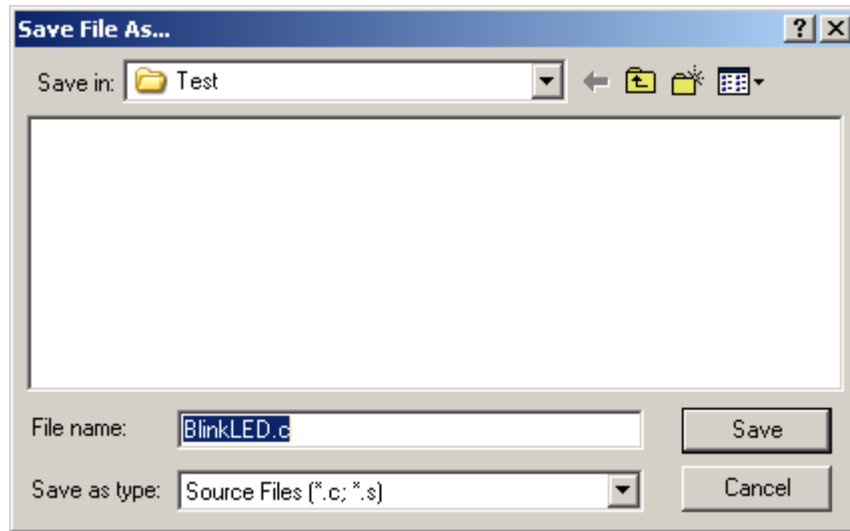 Save File As...
Save in: Test
File name: BlinkLED.c Save
Save as type: Source Files (*.c; *.s) Cancel